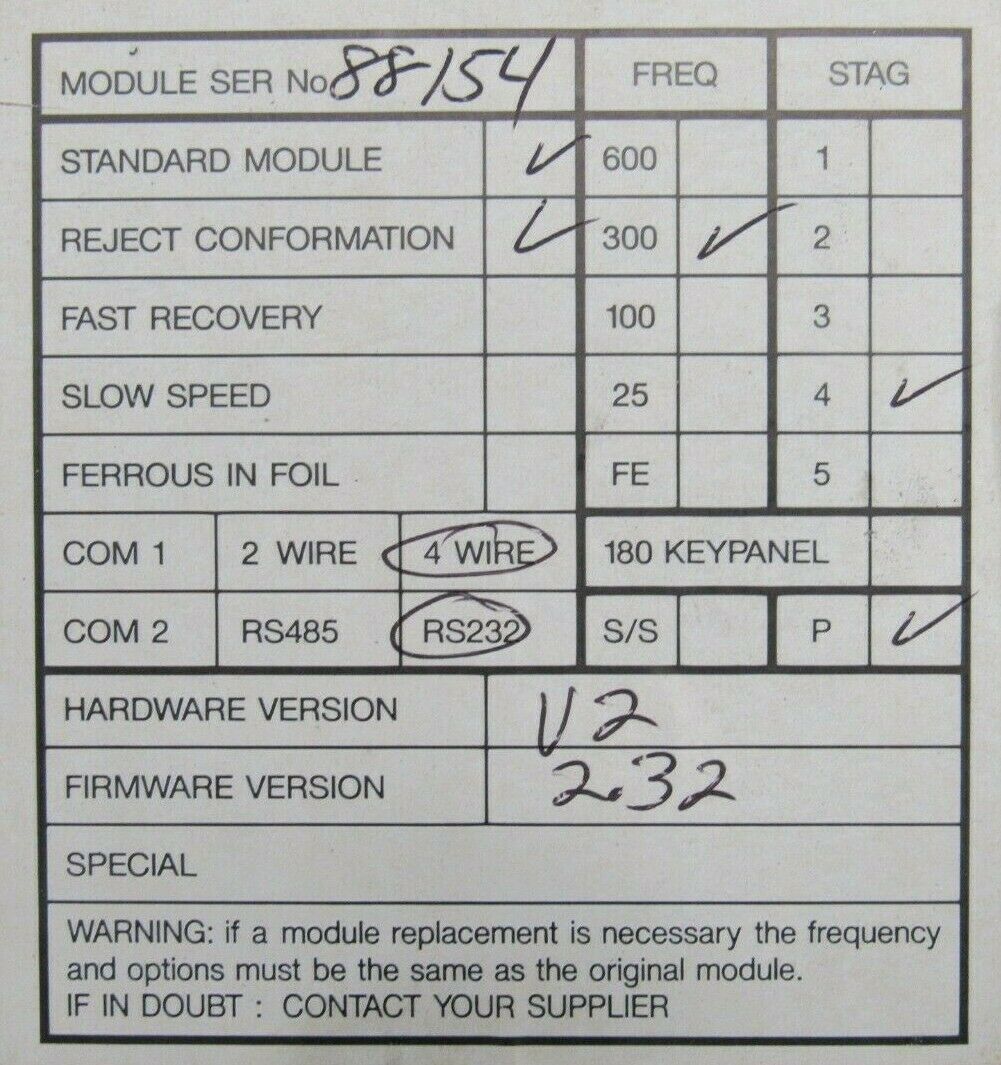 MODULE SER No 88-154 FREQ STAG
STANDARD MODULE ✓ 600 1
REJECT CONFORMATION ✓ 300 ✓ 2
FAST RECOVERY 100 3
SLOW SPEED 25 4 ✓
FERROUS IN FOIL FE 5
COM 1 2 WIRE 4 WIRE 180 KEYPANEL
COM 2 RS485 RS232 S/S P ✓
HARDWARE VERSION V2
FIRMWARE VERSION 2.32
SPECIAL
WARNING: if a module replacement is necessary the frequency
and options must be the same as the original module.
IF IN DOUBT : CONTACT YOUR SUPPLIER